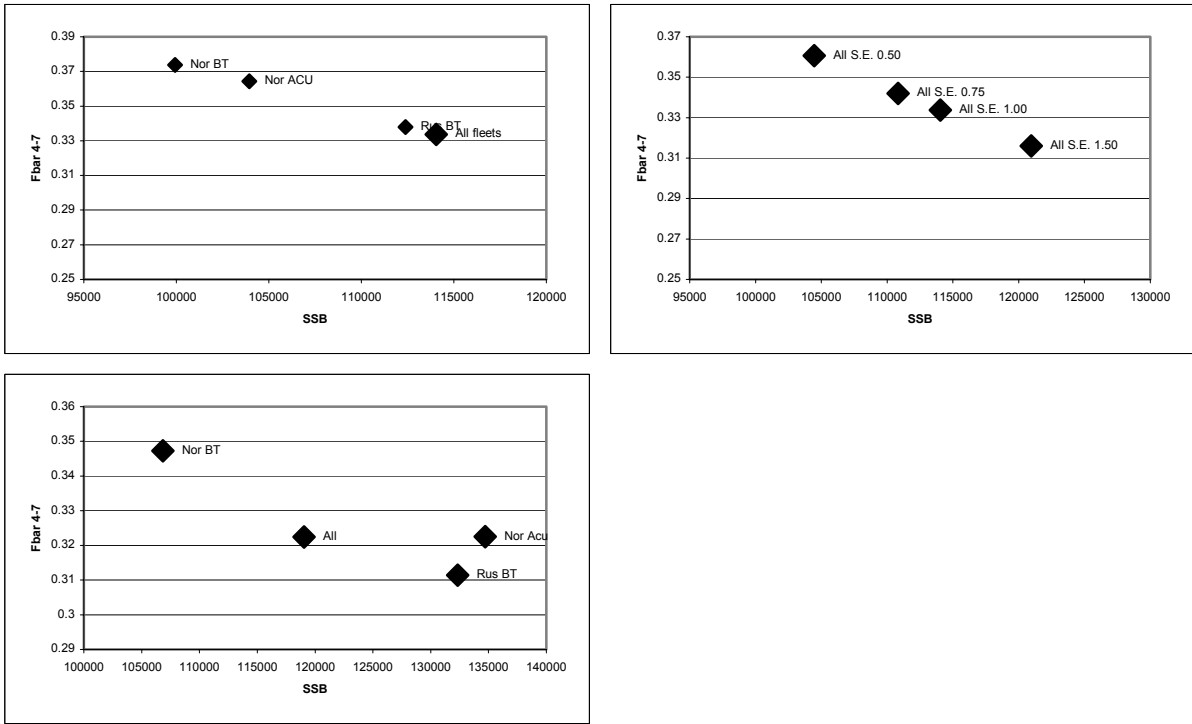 0.39
0.37
0.35
0.33
0.31
0.29
0.27
0.25
Fbar 4-7
Nor BT
Nor ACU
Rus BT
All fleets
95000 100000 105000 110000 115000 120000
SSB
0.37
0.35
0.33
0.31
0.29
0.27
0.25
Fbar 4-7
All S.E. 0.50
All S.E. 0.75
All S.E. 1.00
All S.E. 1.50
95000 100000 105000 110000 115000 120000 125000 130000
SSB
0.36
0.35
0.34
0.33
0.32
0.31
0.3
0.29
Fbar 4-7
Nor BT
All
Nor Acu
Rus BT
100000 105000 110000 115000 120000 125000 130000 135000 140000
SSB